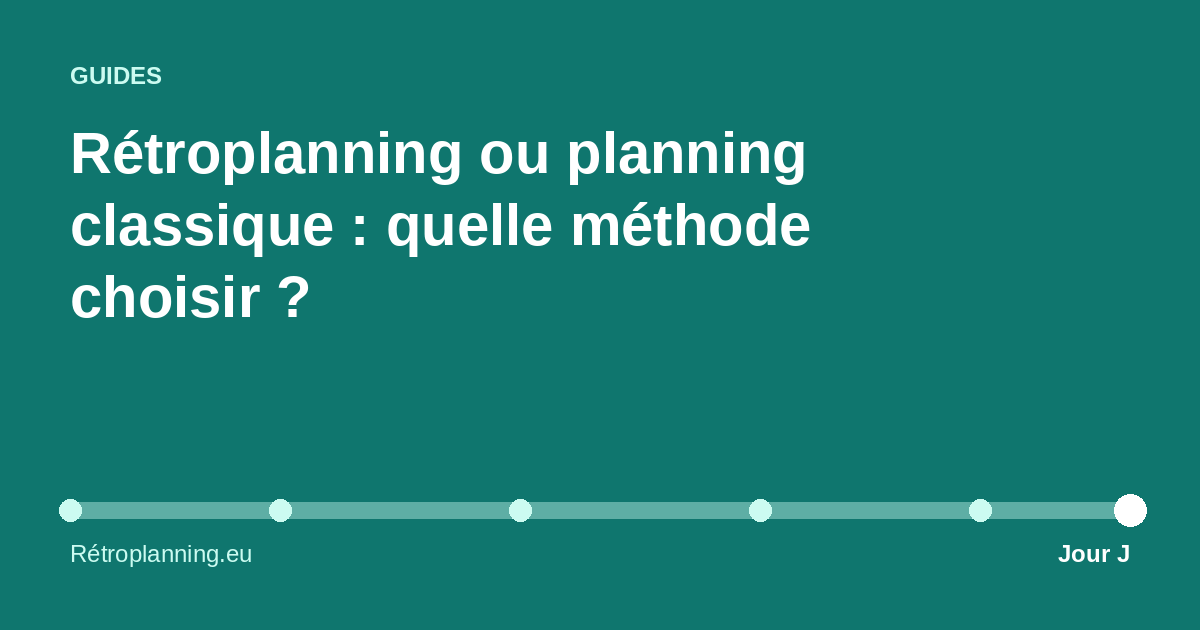 GUIDES
Rétroplanning ou planning
classique : quelle méthode
choisir ?
Rétroplanning.eu
Jour J